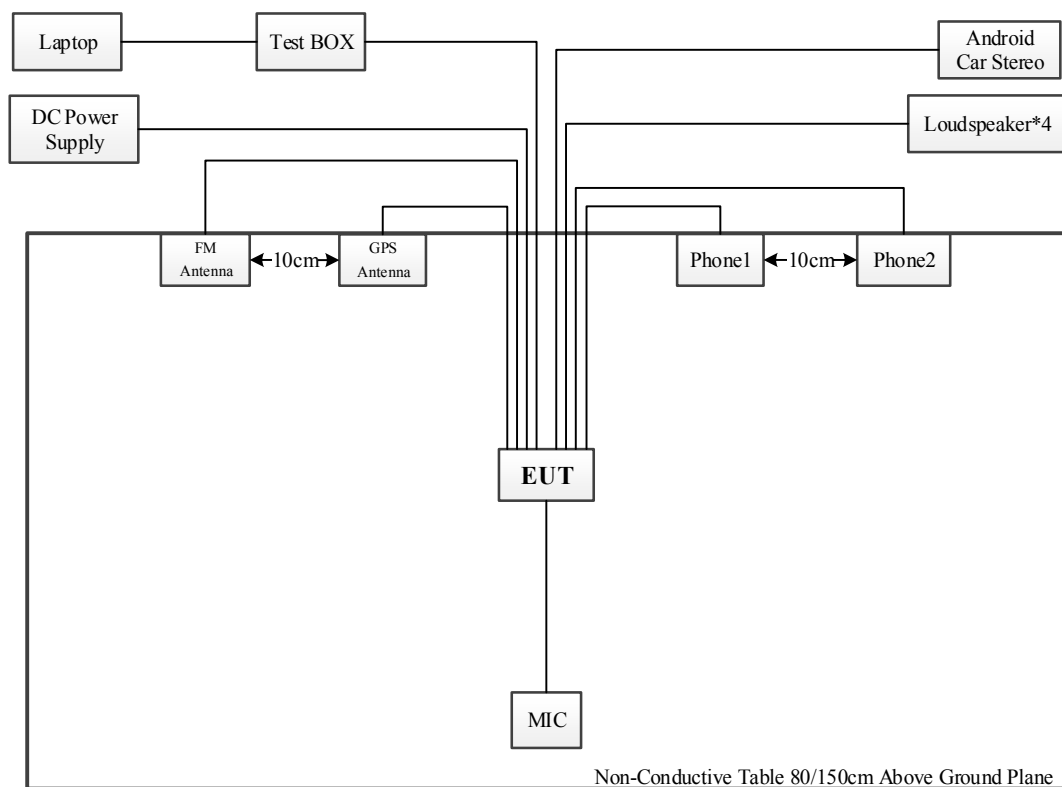 Laptop
Test BOX
Android
Car Stereo
DC Power
Supply
Loudspeaker*4
FM
Antenna
10cm
GPS
Antenna
Phone1
10cm
Phone2
EUT
MIC
Non-Conductive Table 80/150cm Above Ground Plane